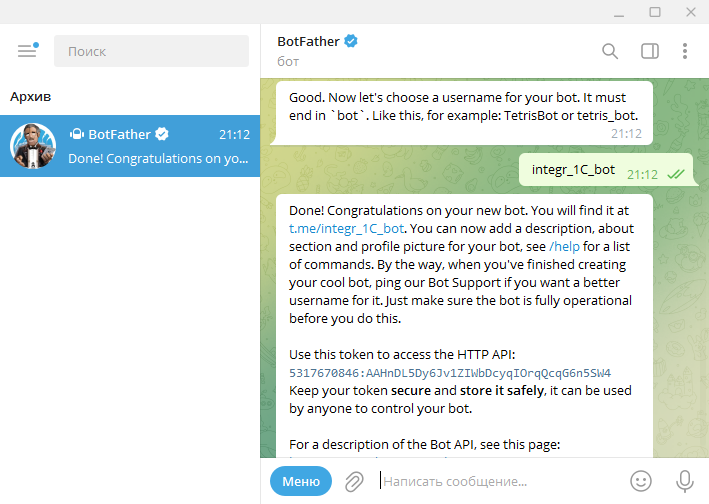 Поиск
Архив
BotFather
21:12
Done! Congratulations on yo...
BotFather
бот
Good. Now let's choose a username for your bot. It must
end in `bot`. Like this, for example: TetrisBot or tetris_bot.
21:12
integr_1C_bot
21:12
Done! Congratulations on your new bot. You will find it at
t.me/integr_1C_bot. You can now add a description, about
section and profile picture for your bot, see /help for a list
of commands. By the way, when you've finished creating
your cool bot, ping our Bot Support if you want a better
username for it. Just make sure the bot is fully operational
before you do this.
Use this token to access the HTTP API:
5317670846:AAHnDL5Dy6Jv1ZIWbDcyqIOrqQcqG6n5SW4
Keep your token secure and store it safely, it can be used
by anyone to control your bot.
For a description of the Bot API, see this page:
Меню
Написать сообщение...